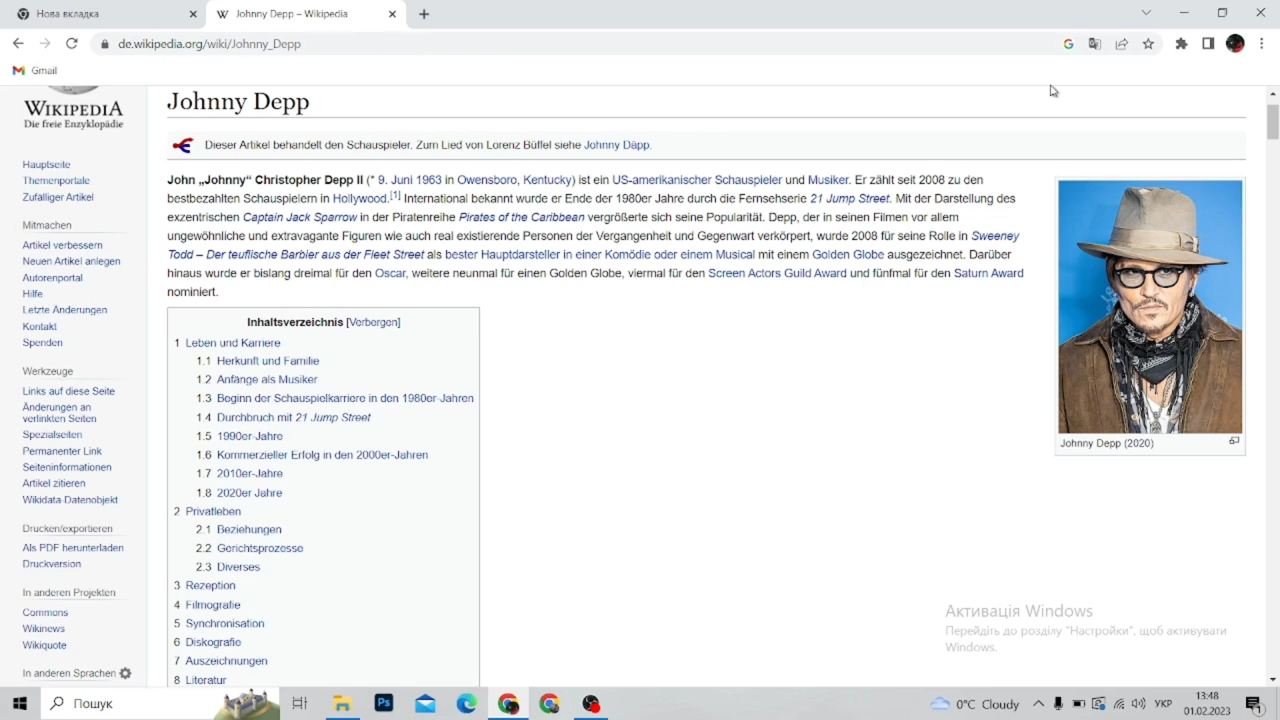 Нова вкладка
Johnny Depp – Wikipedia
de.wikipedia.org/wiki/Johnny_Depp
Gmail
WIKIPEDIA
Die freie Enzyklopädie
Hauptseite
Themenportale
Zufälliger Artikel
Mitmachen
Artikel verbessern
Neuen Artikel anlegen
Autorenportal
Hilfe
Letzte Änderungen
Kontakt
Spenden
Werkzeuge
Links auf diese Seite
Änderungen an
verlinkten Seiten
Spezialseiten
Permanenter Link
Seiteninformationen
Artikel zitieren
Wikidata-Datenobjekt
Drucken/exportieren
Als PDF herunterladen
Druckversion
In anderen Projekten
Commons
Wikinews
Wikiquote
In anderen Sprachen
Johnny Depp
Dieser Artikel behandelt den Schauspieler. Zum Lied von Lorenz Büffel siehe Johnny Däpp.
John „Johnny“ Christopher Depp II (* 9. Juni 1963 in Owensboro, Kentucky) ist ein US-amerikanischer Schauspieler und Musiker. Er zählt seit 2008 zu den
bestbezahlten Schauspielern in Hollywood.[1] International bekannt wurde er Ende der 1980er Jahre durch die Fernsehserie 21 Jump Street. Mit der Darstellung des
exzentrischen Captain Jack Sparrow in der Piratenreihe Pirates of the Caribbean vergrößerte sich seine Popularität. Depp, der in seinen Filmen vor allem
ungewöhnliche und extravagante Figuren wie auch real existierende Personen der Vergangenheit und Gegenwart verkörpert, wurde 2008 für seine Rolle in Sweeney
Todd – Der teuflische Barbier aus der Fleet Street als bester Hauptdarsteller in einer Komödie oder einem Musical mit einem Golden Globe ausgezeichnet. Darüber
hinaus wurde er bislang dreimal für den Oscar, weitere neunmal für einen Golden Globe, viermal für den Screen Actors Guild Award und fünfmal für den Saturn Award
nominiert.
Inhaltsverzeichnis [Verbergen]
1 Leben und Karriere
1.1 Herkunft und Familie
1.2 Anfänge als Musiker
1.3 Beginn der Schauspielkarriere in den 1980er-Jahren
1.4 Durchbruch mit 21 Jump Street
1.5 1990er-Jahre
1.6 Kommerzieller Erfolg in den 2000er-Jahren
1.7 2010er-Jahre
1.8 2020er Jahre
2 Privatleben
2.1 Beziehungen
2.2 Gerichtsprozesse
2.3 Diverses
3 Rezeption
4 Filmografie
5 Synchronisation
6 Diskografie
7 Auszeichnungen
8 Literatur
Johnny Depp (2020)
Активація Windows
Перейдіть до розділу "Настройки", щоб активувати
Windows.
Пошук
Ps
0°C Cloudy
УКР
13:48
01.02.2023
1